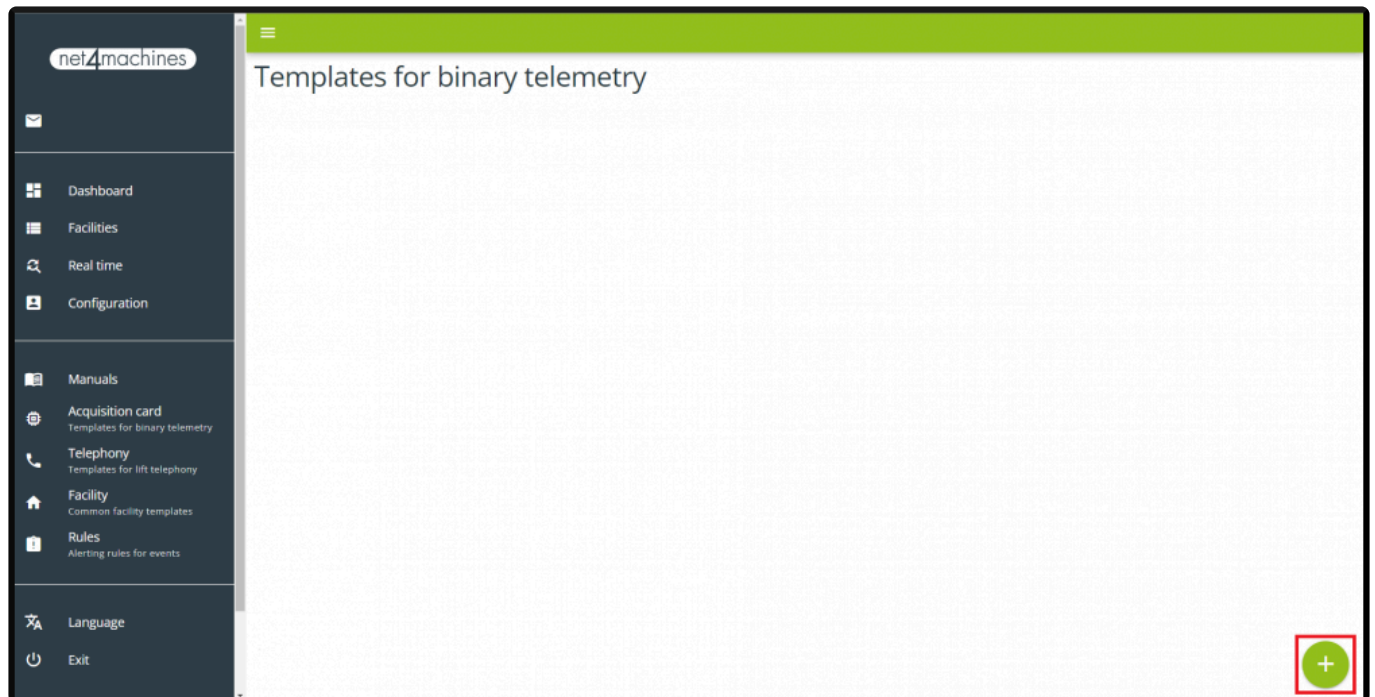 net4machines
Templates for binary telemetry
Dashboard
Facilities
Real time
Configuration
Manuals
Acquisition card
Templates for binary telemetry
Telephony
Templates for lift telephony
Facility
Common facility templates
Rules
Alerting rules for events
Language
Exit